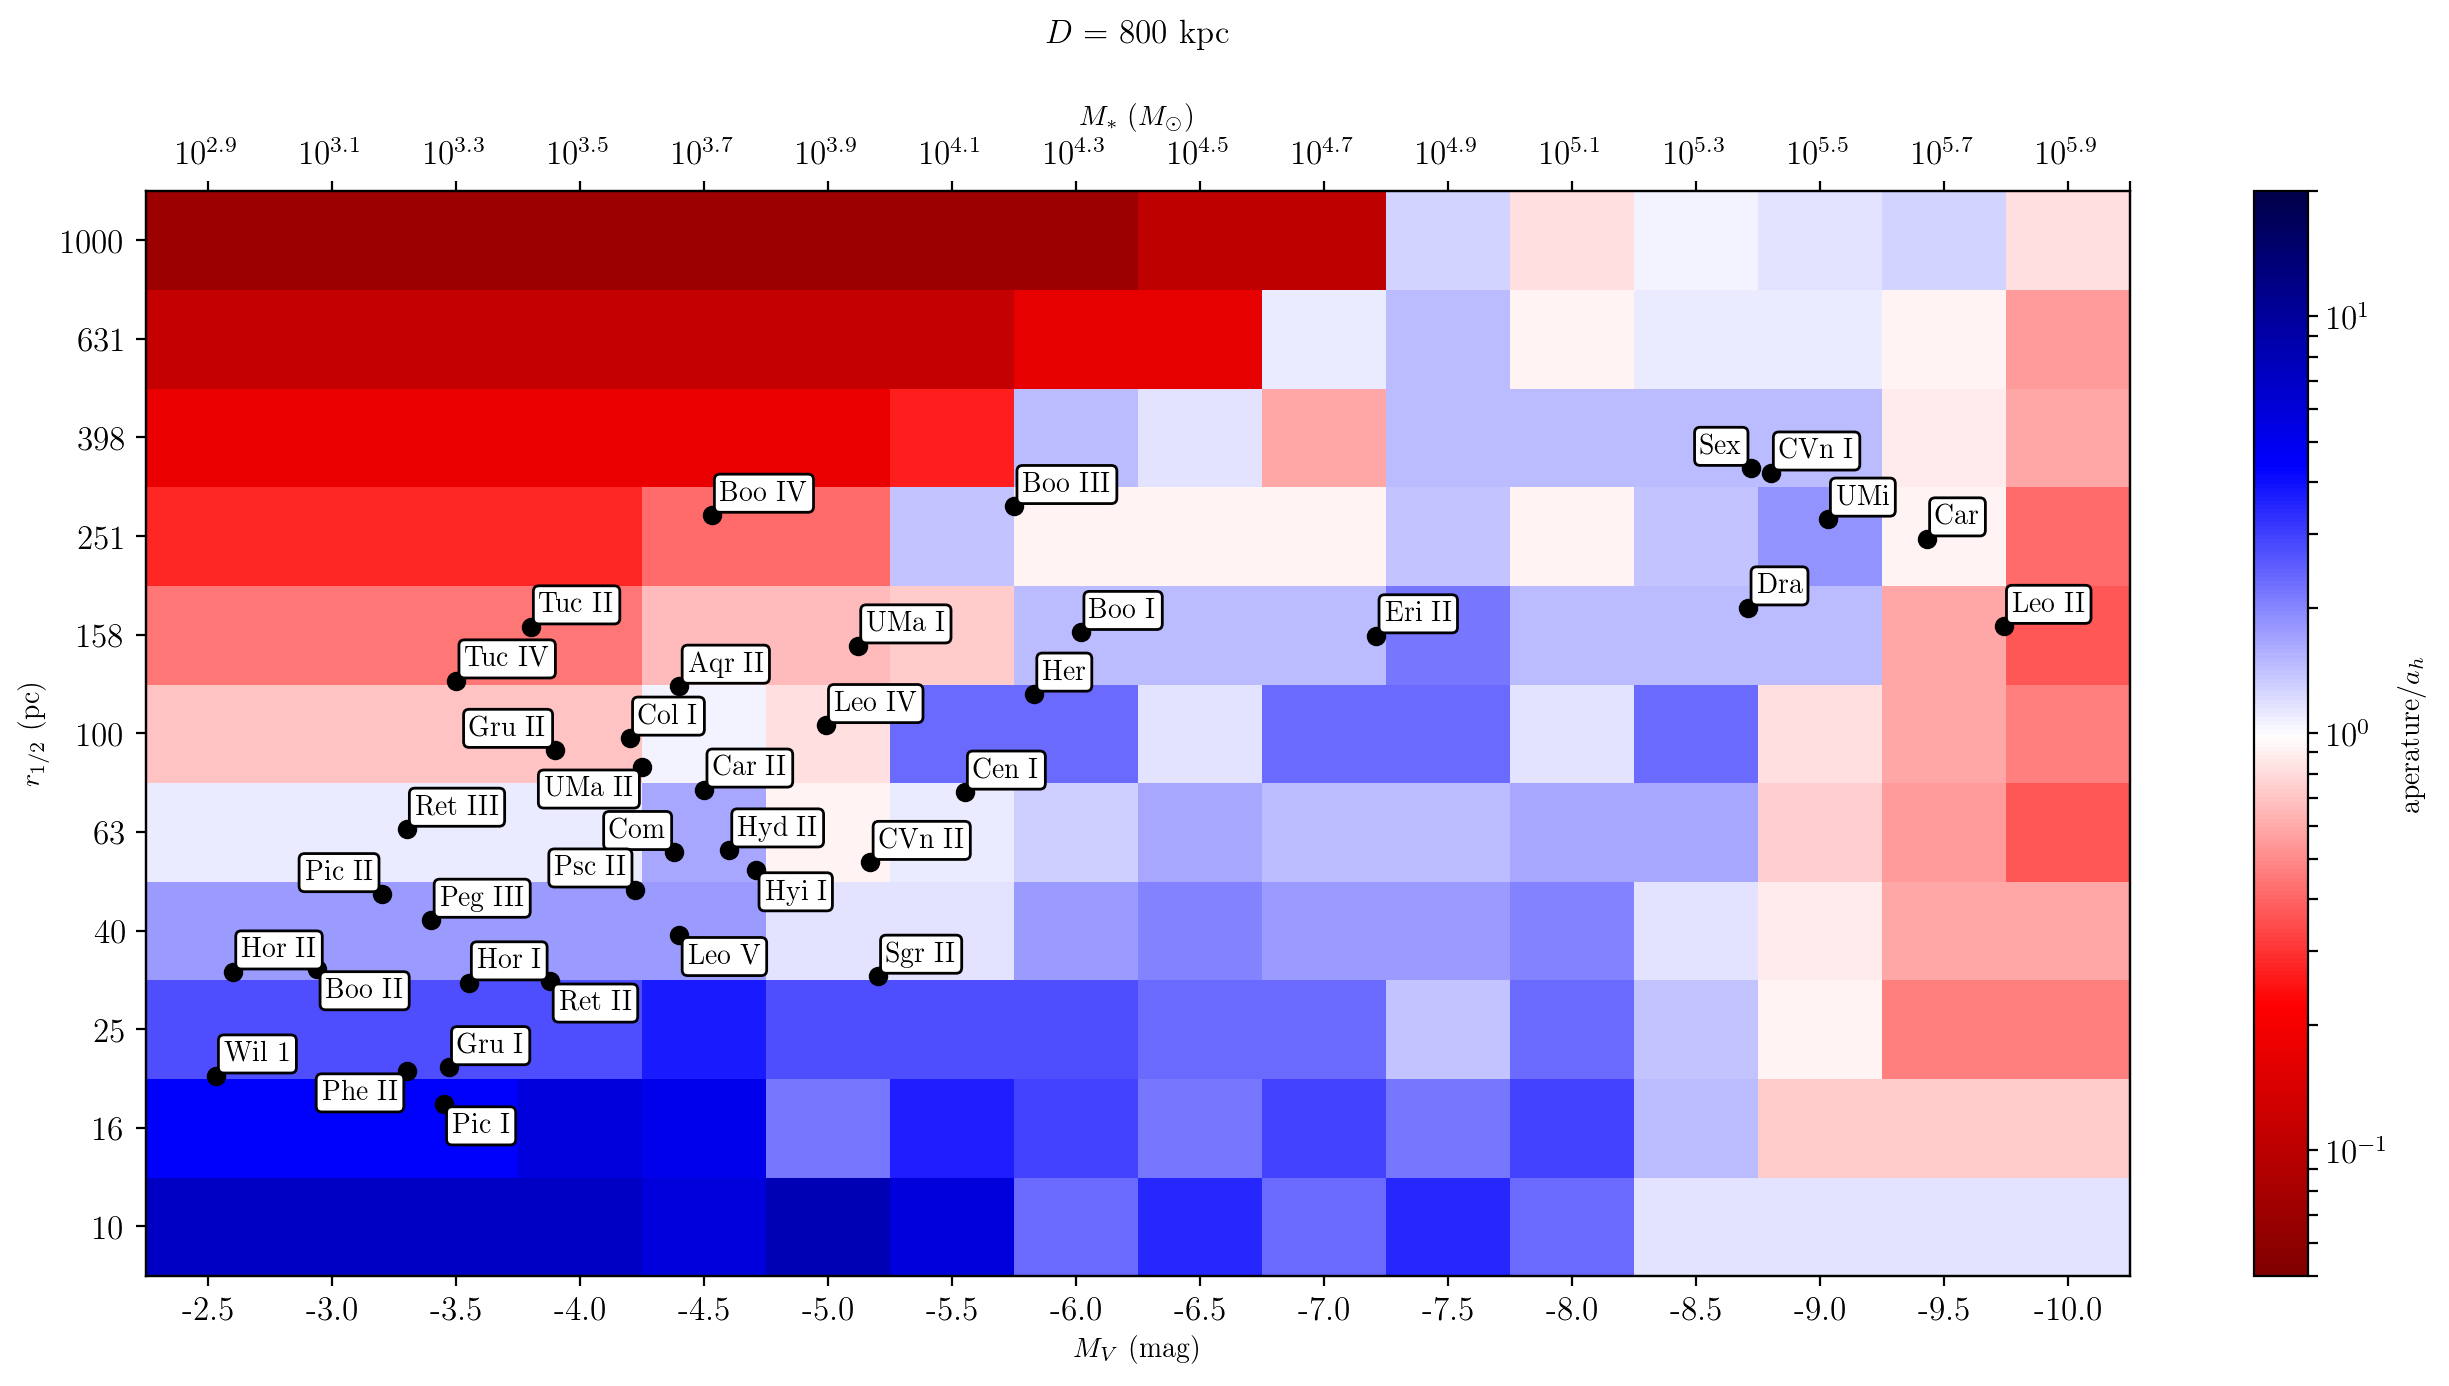 D = 800 kpc
M* (M⊙)
10^2.9 10^3.1 10^3.3 10^3.5 10^3.7 10^3.9 10^4.1 10^4.3 10^4.5 10^4.7 10^4.9 10^5.1 10^5.3 10^5.5 10^5.7 10^5.9
1000
631
398
251
158
100
63
40
25
16
10
r1/2 (pc)
Sex
CVn I
Boo III
Boo IV
UMi
Car
Dra
Tuc II
Leo II
Boo I
Eri II
UMa I
Tuc IV
Aqr II
Her
Leo IV
Col I
Gru II
Car II
Cen I
UMa II
Ret III
Com
Hyd II
CVn II
Psc II
Pic II
Hyi I
Peg III
Hor II
Hor I
Leo V
Sgr II
Boo II
Ret II
Wil 1
Gru I
Phe II
Pic I
-2.5 -3.0 -3.5 -4.0 -4.5 -5.0 -5.5 -6.0 -6.5 -7.0 -7.5 -8.0 -8.5 -9.0 -9.5 -10.0
MV (mag)
10^1
10^0
10^-1
aperature/ah